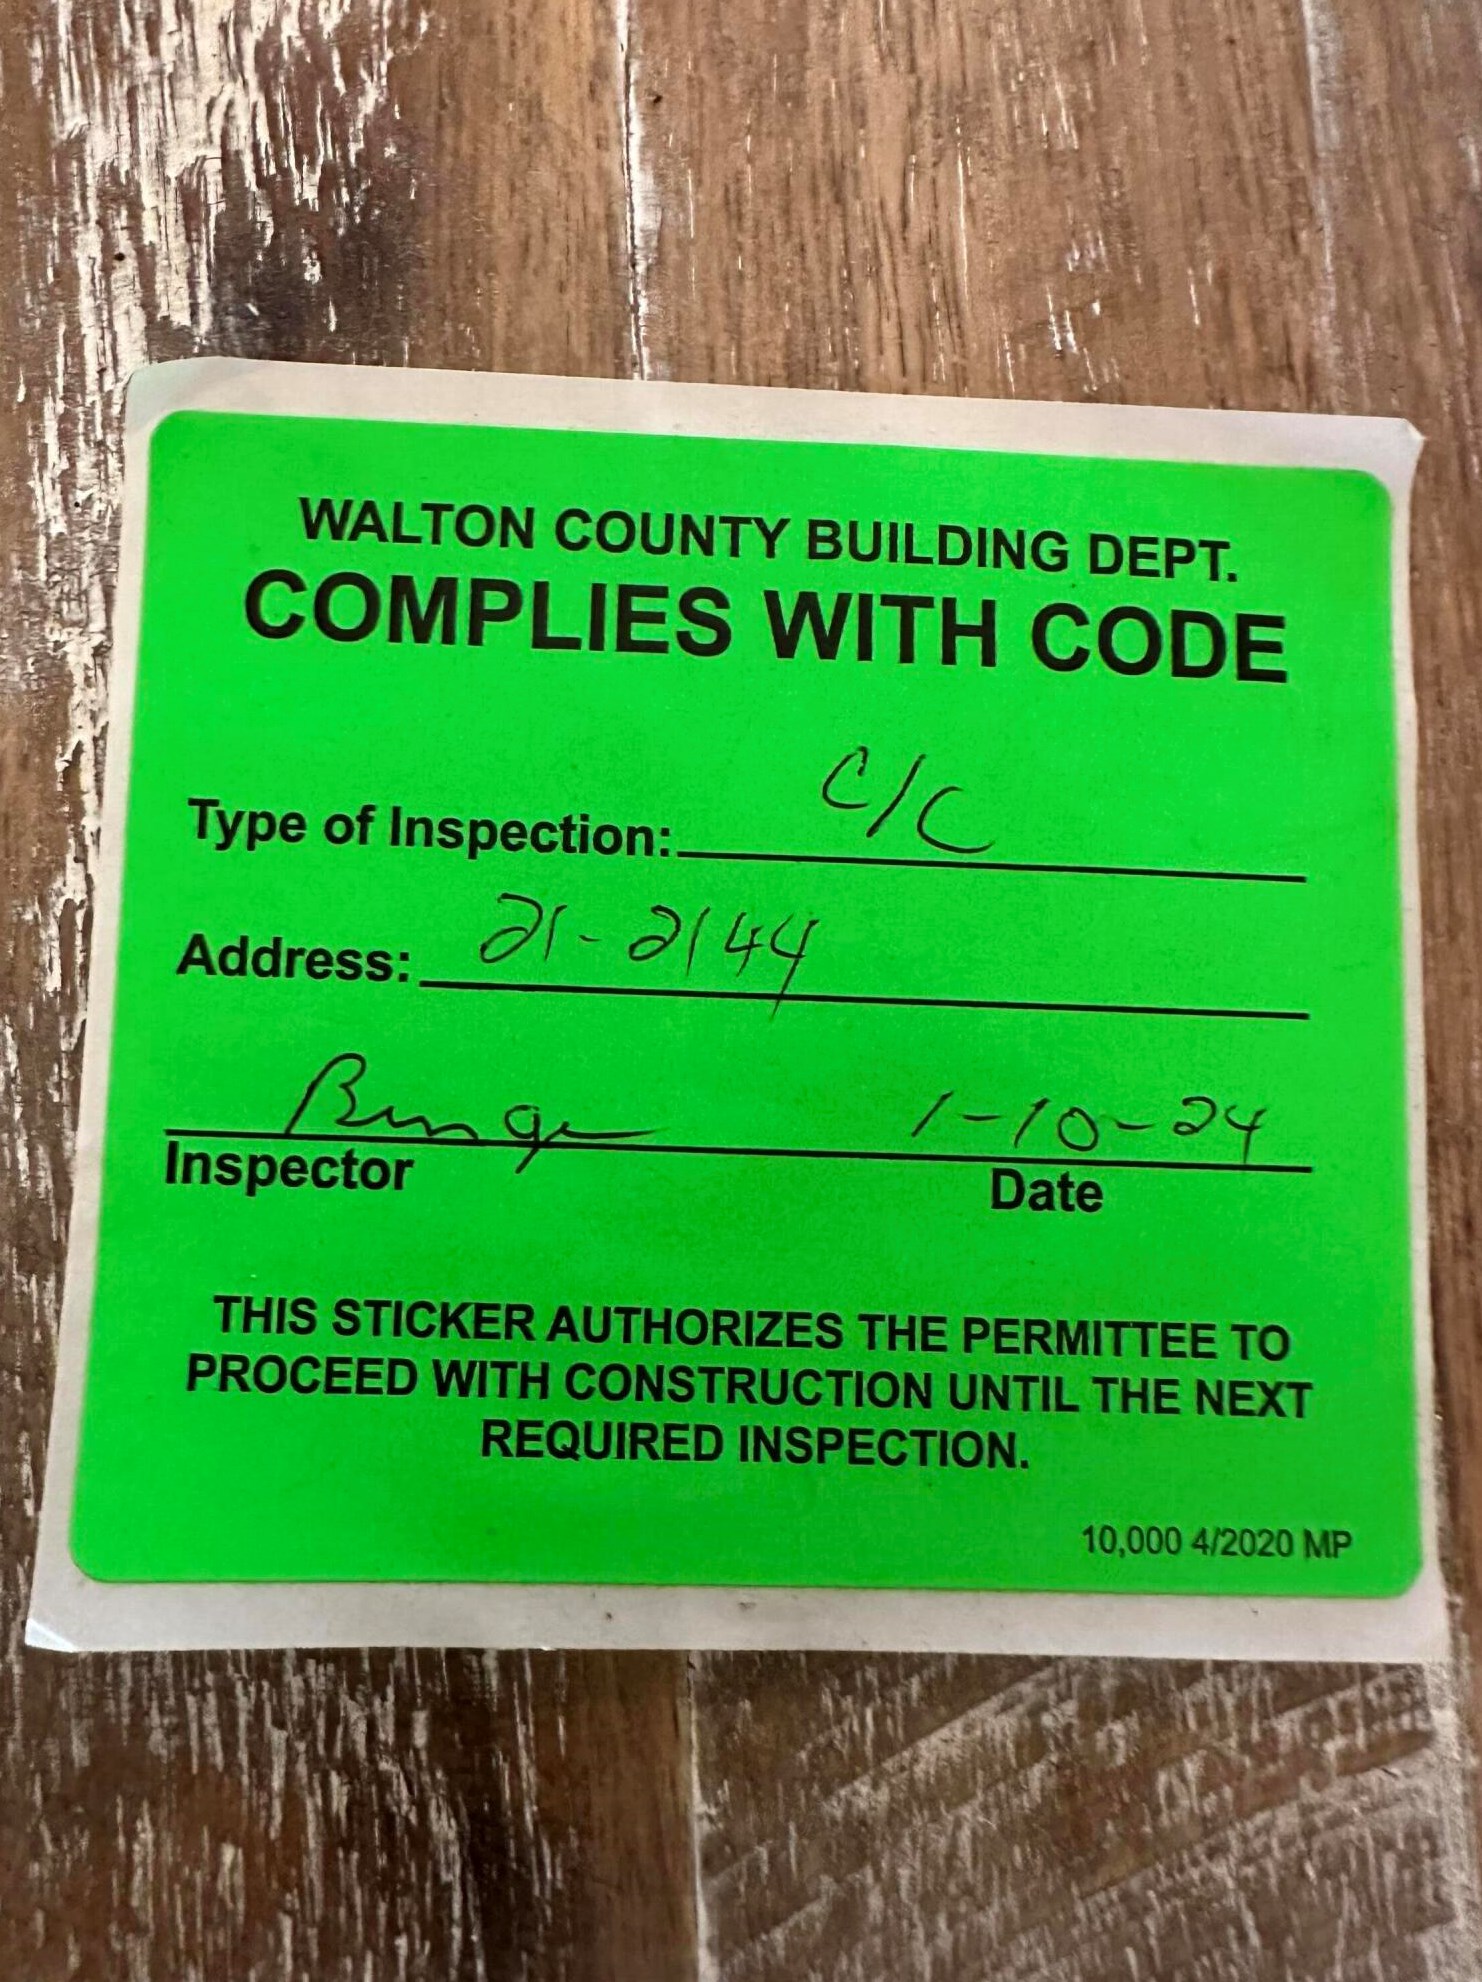 WALTON COUNTY BUILDING DEPT.
COMPLIES WITH CODE
Type of Inspection: C/C
Address: 21-2144
1-10-24
Inspector Date
THIS STICKER AUTHORIZES THE PERMITTEE TO
PROCEED WITH CONSTRUCTION UNTIL THE NEXT
REQUIRED INSPECTION.
10,000 4/2020 MP